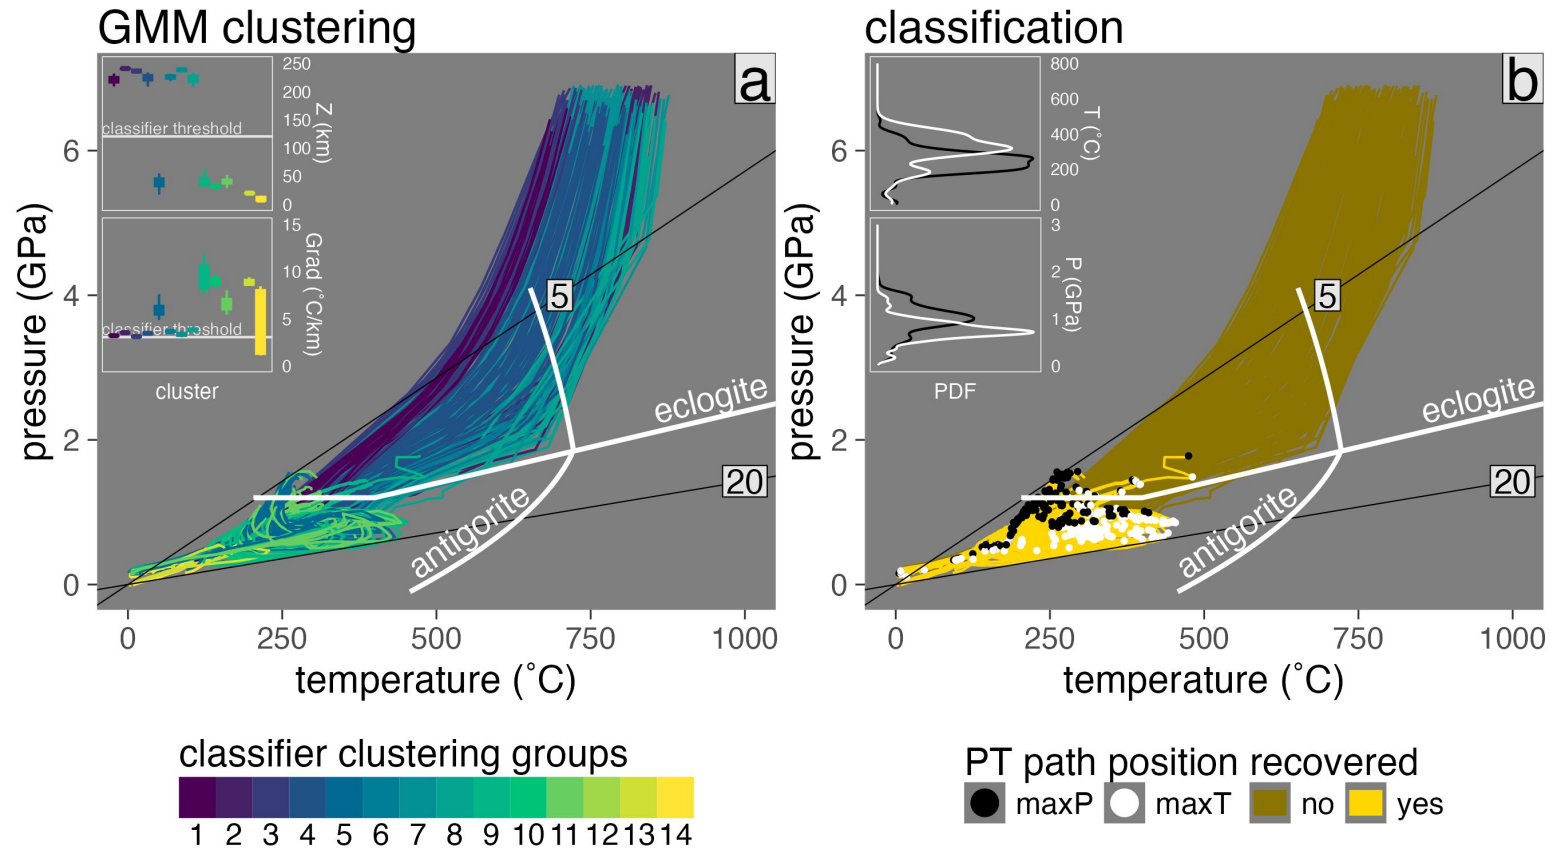 GMM clustering
a
250
200
150
100
50
0
Z (km)
classifier threshold
15
10
5
0
Grad (˚C/km)
classifier threshold
cluster
5
20
eclogite
antigorite
6
4
2
0
pressure (GPa)
0
250
500
750
1000
temperature (˚C)
classification
b
800
600
400
200
0
T (˚C)
3
2
1
0
P (GPa)
PDF
5
20
eclogite
antigorite
6
4
2
0
pressure (GPa)
0
250
500
750
1000
temperature (˚C)
classifier clustering groups
1 2 3 4 5 6 7 8 9 10 11 12 13 14
PT path position recovered
maxP maxT no yes